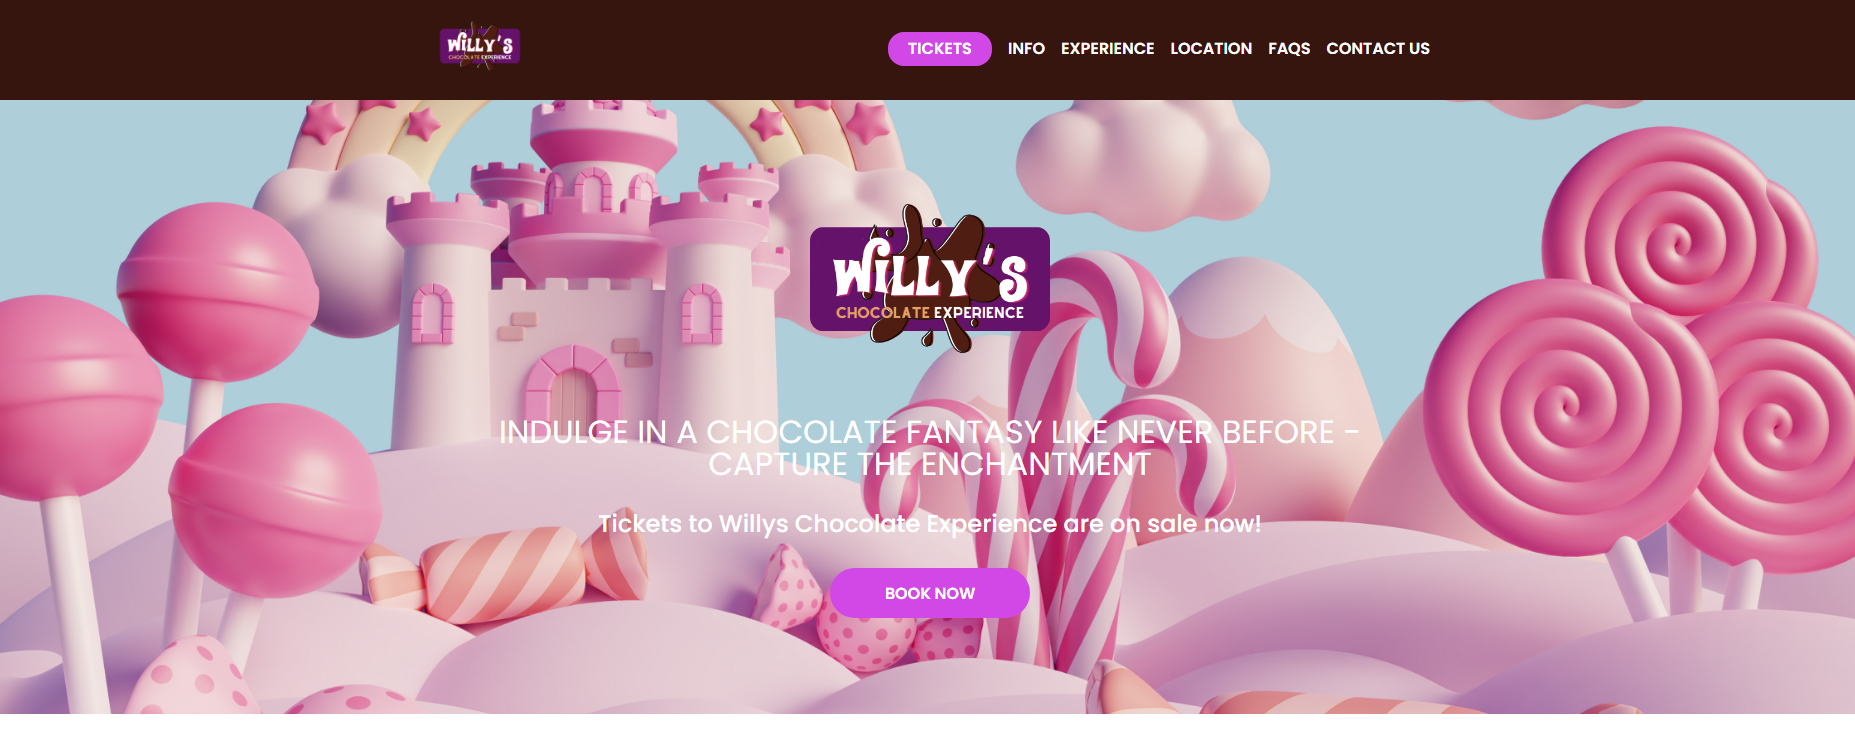 WiLLY'S
CHOCOLATE EXPERIENCE
TICKETS INFO EXPERIENCE LOCATION FAQS CONTACT US
WiLLY'S
CHOCOLATE EXPERIENCE
INDULGE IN A CHOCOLATE FANTASY LIKE NEVER BEFORE -
CAPTURE THE ENCHANTMENT
Tickets to Willys Chocolate Experience are on sale now!
BOOK NOW